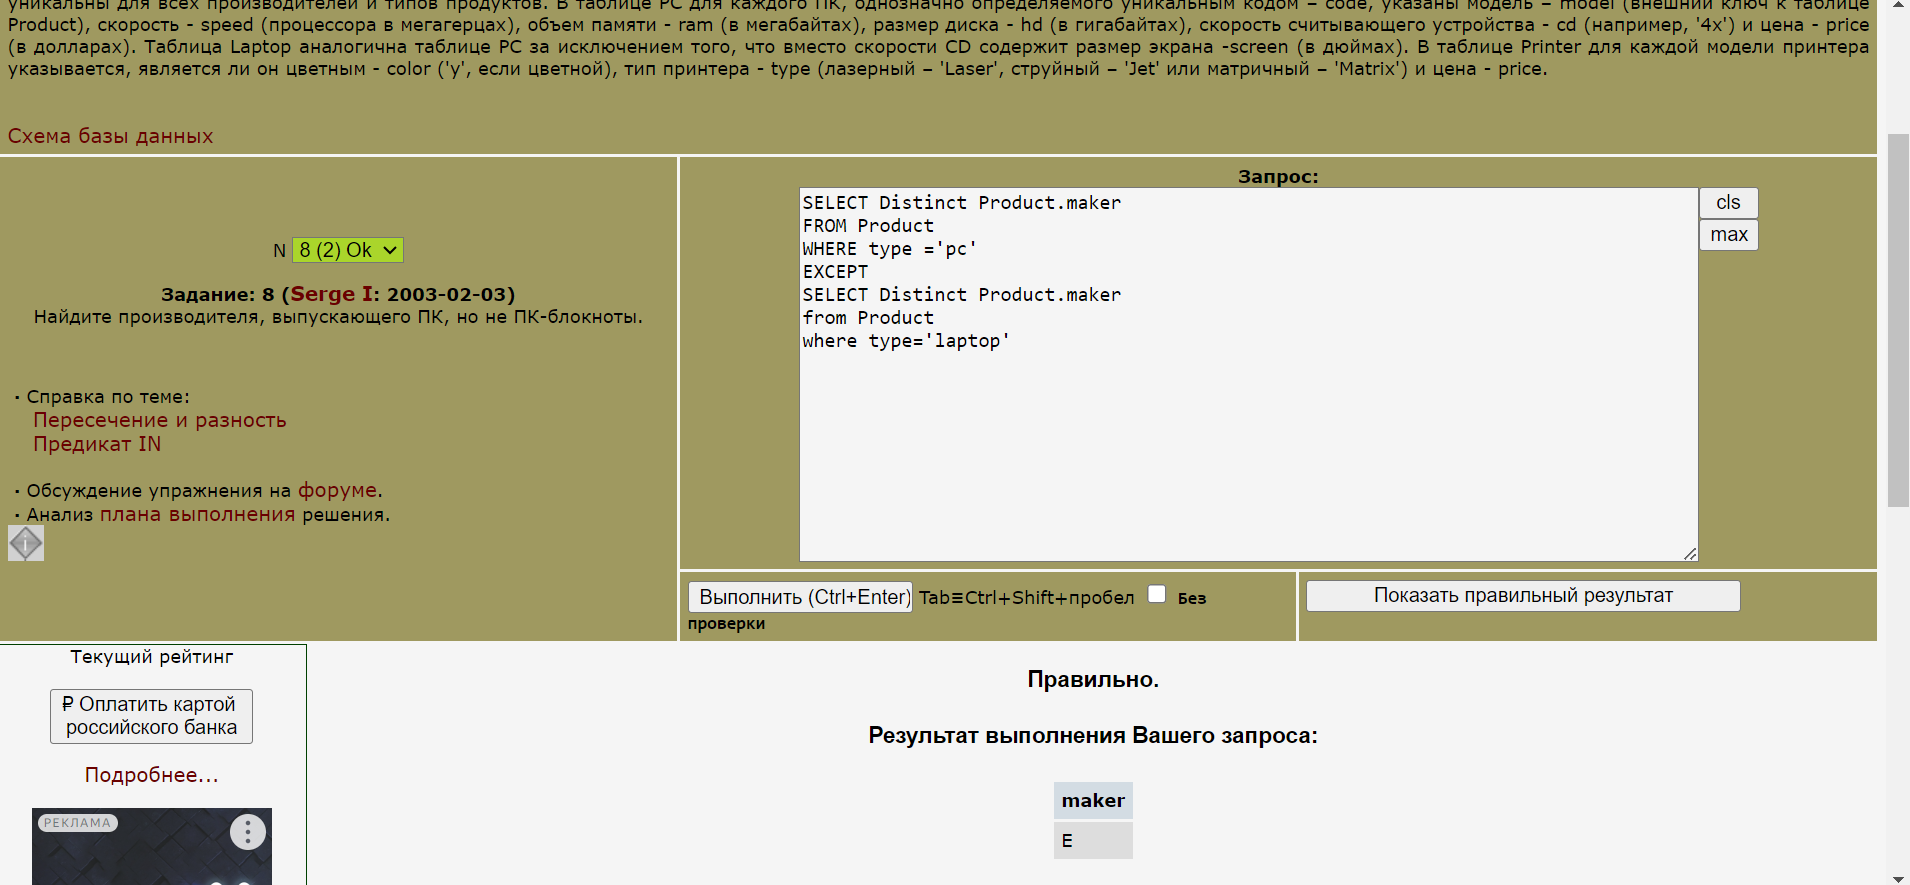 уникальны для всех производителей и типов продуктов. В таблице PC для каждого ПК, однозначно определяемого уникальным кодом – code, указаны модель – model (внешний ключ к таблице
Product), скорость - speed (процессора в мегагерцах), объем памяти - ram (в мегабайтах), размер диска - hd (в гигабайтах), скорость считывающего устройства - cd (например, '4x') и цена - price
(в долларах). Таблица Laptop аналогична таблице РС за исключением того, что вместо скорости CD содержит размер экрана -screen (в дюймах). В таблице Printer для каждой модели принтера
указывается, является ли он цветным - color ('y', если цветной), тип принтера - type (лазерный – 'Laser', струйный – 'Jet' или матричный – 'Matrix') и цена - price.
Схема базы данных
N 8 (2) Ok
Задание: 8 (Serge I: 2003-02-03)
Найдите производителя, выпускающего ПК, но не ПК-блокноты.
· Справка по теме:
Пересечение и разность
Предикат IN
· Обсуждение упражнения на форуме.
· Анализ плана выполнения решения.
i
Запрос:
SELECT Distinct Product.maker
FROM Product
WHERE type ='pc'
EXCEPT
SELECT Distinct Product.maker
from Product
where type='laptop'
cls
max
Выполнить (Ctrl+Enter) Tab≡Ctrl+Shift+пробел Без
проверки
Показать правильный результат
Текущий рейтинг
₽ Оплатить картой
российского банка
Подробнее...
РЕКЛАМА
Правильно.
Результат выполнения Вашего запроса:
maker
E